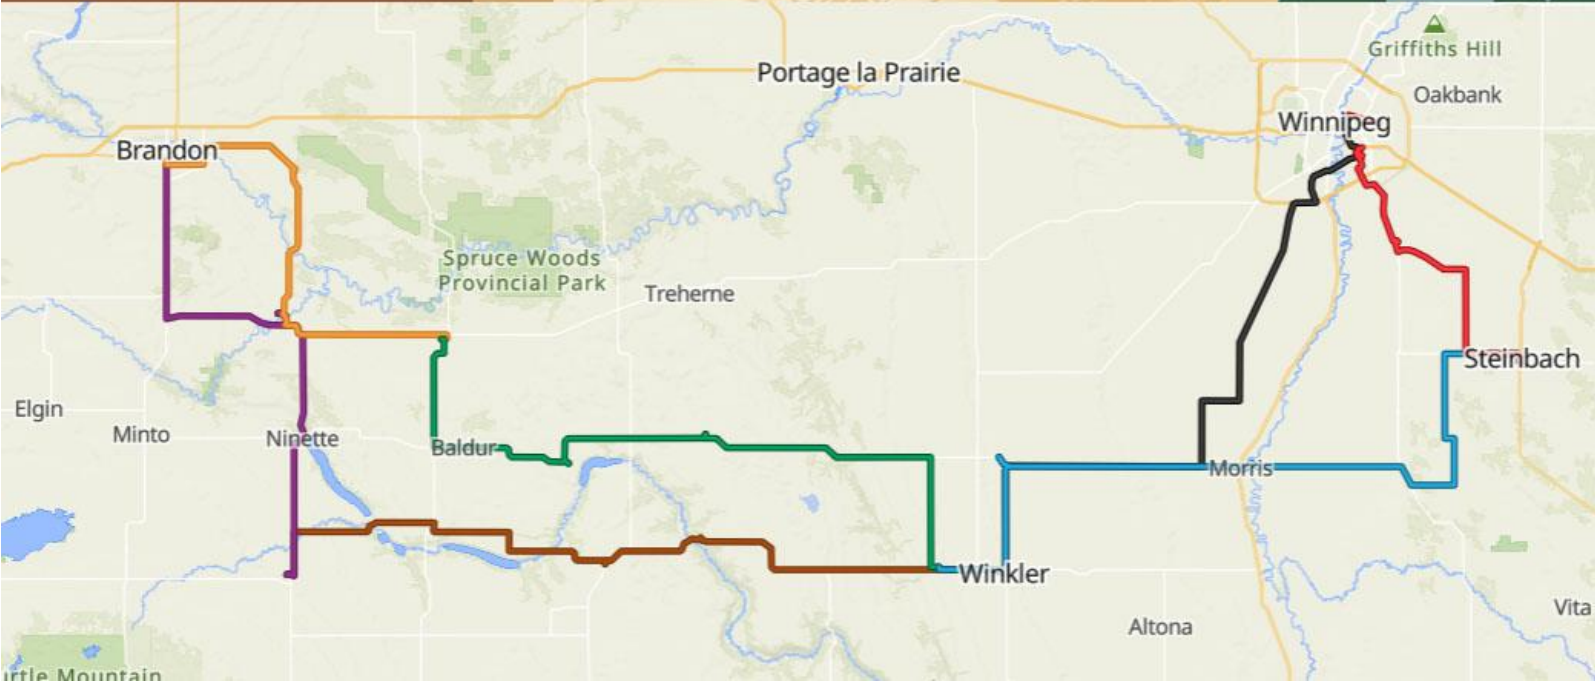 Griffiths Hill
Portage la Prairie
Oakbank
Winnipeg
Brandon
Spruce Woods
Provincial Park
Treherne
Steinbach
Elgin
Minto
Ninette
Baldur
Morris
Winkler
Vita
Altona
urtle Mountain